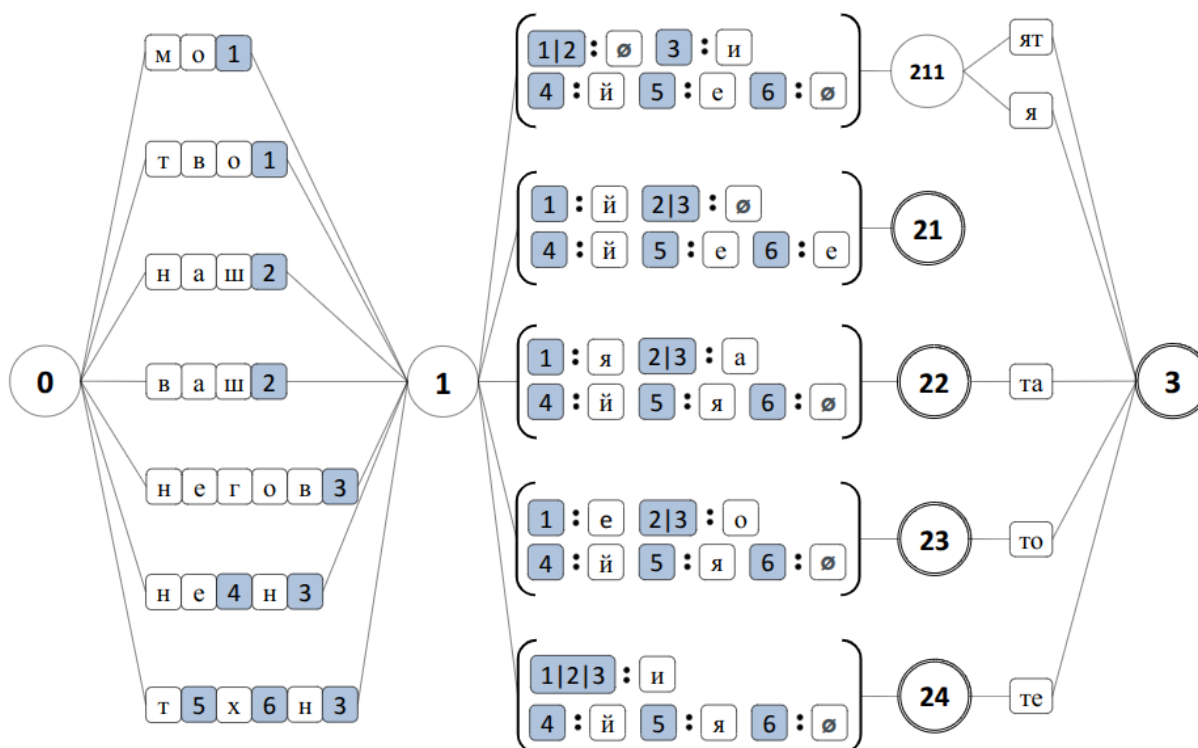 м о 1
т в о 1
н а ш 2
в а ш 2
н е г о в 3
н е 4 н 3
т 5 х 6 н 3
0
1
1|2 : ø 3 : и
4 : й 5 : е 6 : ø
211
ят
я
1 : й 2|3 : ø
4 : й 5 : е 6 : е
21
1 : я 2|3 : а
4 : й 5 : я 6 : ø
22
та
3
1 : е 2|3 : о
4 : й 5 : я 6 : ø
23
то
1|2|3 : и
4 : й 5 : я 6 : ø
24
те